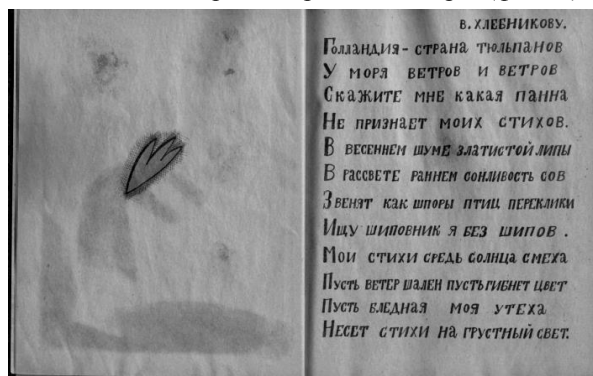 В. ХЛЕБНИКОВУ.
ГОЛЛАНДИЯ - СТРАНА ТЮЛЬПАНОВ
У МОРЯ ВЕТРОВ И ВЕТРОВ
СКАЖИТЕ МНЕ КАКАЯ ПАННА
НЕ ПРИЗНАЕТ МОИХ СТИХОВ.
В ВЕСЕННЕМ ШУМЕ ЗЛАТИСТОЙ ЛИПЫ
В РАССВЕТЕ РАННЕМ СОНЛИВОСТЬ СОВ
ЗВЕНЯТ КАК ШПОРЫ ПТИЦ ПЕРЕКЛИКИ
ИЩУ ШИПОВНИК Я БЕЗ ШИПОВ .
МОИ СТИХИ СРЕДЬ СОЛНЦА СМЕХА
ПУСТЬ ВЕТЕР ШАЛЕН ПУСТЬ ГИБНЕТ ЦВЕТ
ПУСТЬ БЛЕДНАЯ МОЯ УТЕХА
НЕСЕТ СТИХИ НА ГРУСТНЫЙ СВЕТ.